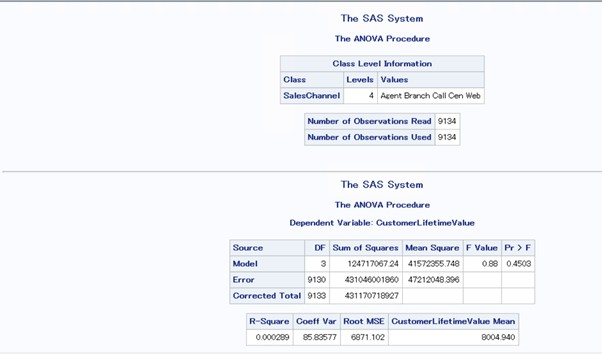 The SAS System
The ANOVA Procedure
Class Level Information
Class Levels Values
SalesChannel 4 Agent Branch Call Cen Web
Number of Observations Read 9134
Number of Observations Used 9134
The SAS System
The ANOVA Procedure
Dependent Variable: CustomerLifetimeValue
Source DF Sum of Squares Mean Square F Value Pr > F
Model 3 124717067.24 41572355.748 0.88 0.4503
Error 9130 431046001860 47212048.396
Corrected Total 9133 431170718927
R-Square Coeff Var Root MSE CustomerLifetimeValue Mean
0.000289 85.83577 6871.102 8004.940